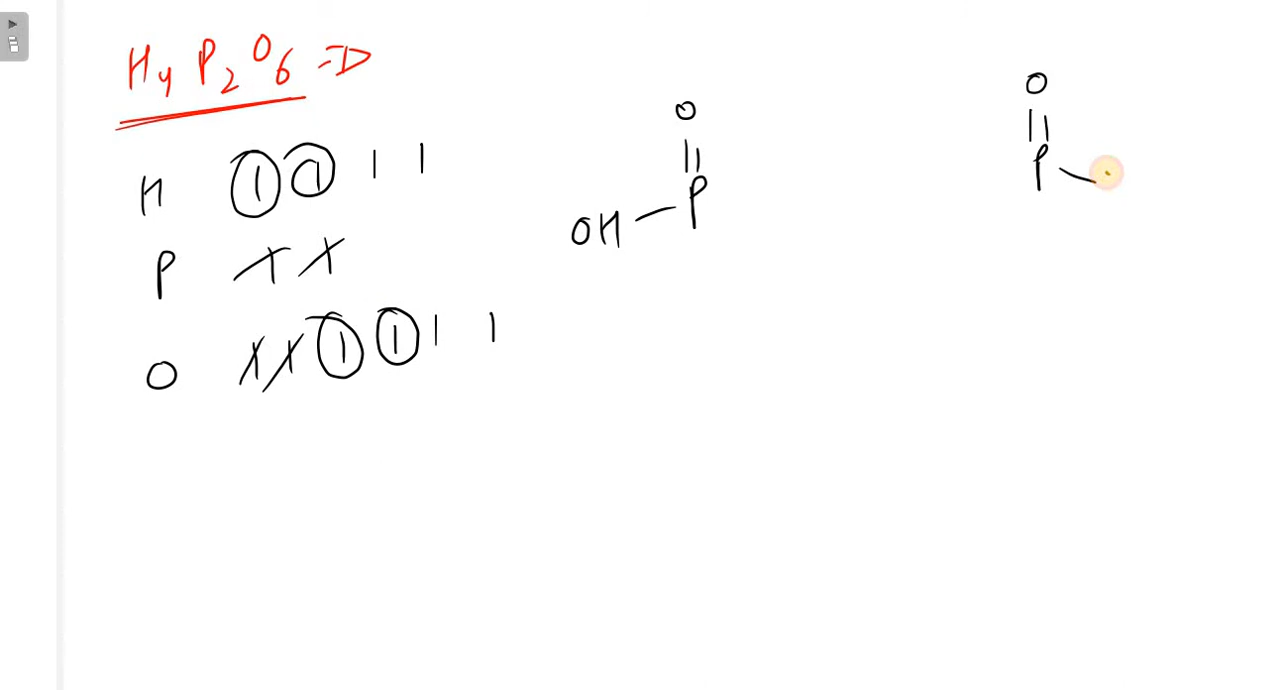 H4 P2 O6 =D
H 1 1 1 1
P X X
O X X 1 1 1 1
O
||
P
OH — P
O
||
P